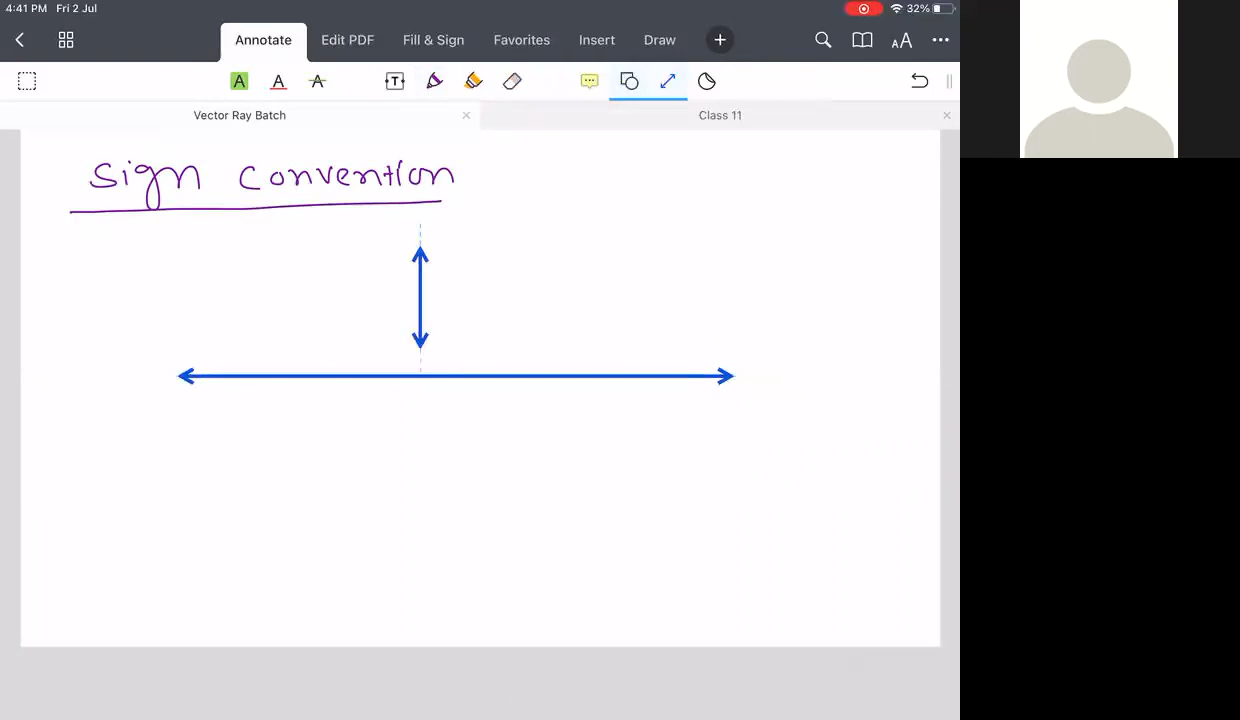 4:41 PM Fri 2 Jul 32%
Annotate Edit PDF Fill & Sign Favorites Insert Draw AA
A A A T
Vector Ray Batch Class 11
Sign Convention